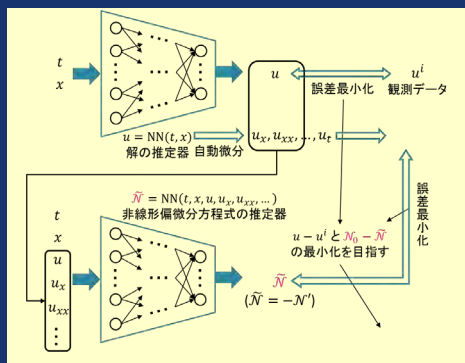 t
x
u
u^i
誤差最小化 観測データ
u = NN(t, x) 自動微分 u_x, u_xx, ..., u_t
解の推定器
Ñ = NN(t, x, u, u_x, u_xx, ...)
非線形偏微分方程式の推定器
誤差最小化
t
x
u
u_x
u_xx
⋮
u − u^i と N_0 − Ñ
の最小化を目指す
Ñ
(Ñ = −N′)